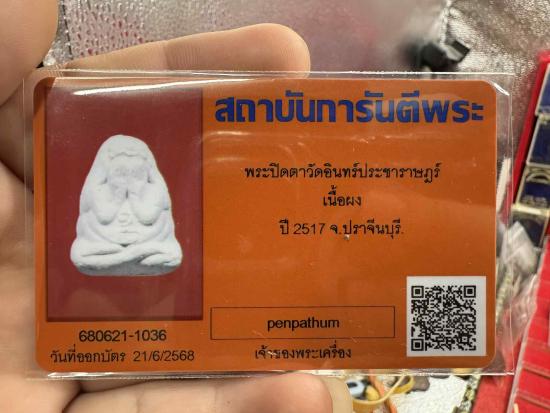 สถาบันการันตีพระ
พระปิดตาวัดอินทร์ประชาราษฎร์
เนื้อผง
ปี 2517 จ.ปราจีนบุรี.
penpathum
เจ้าของพระเครื่อง
680621-1036
วันที่ออกบัตร 21/6/2568